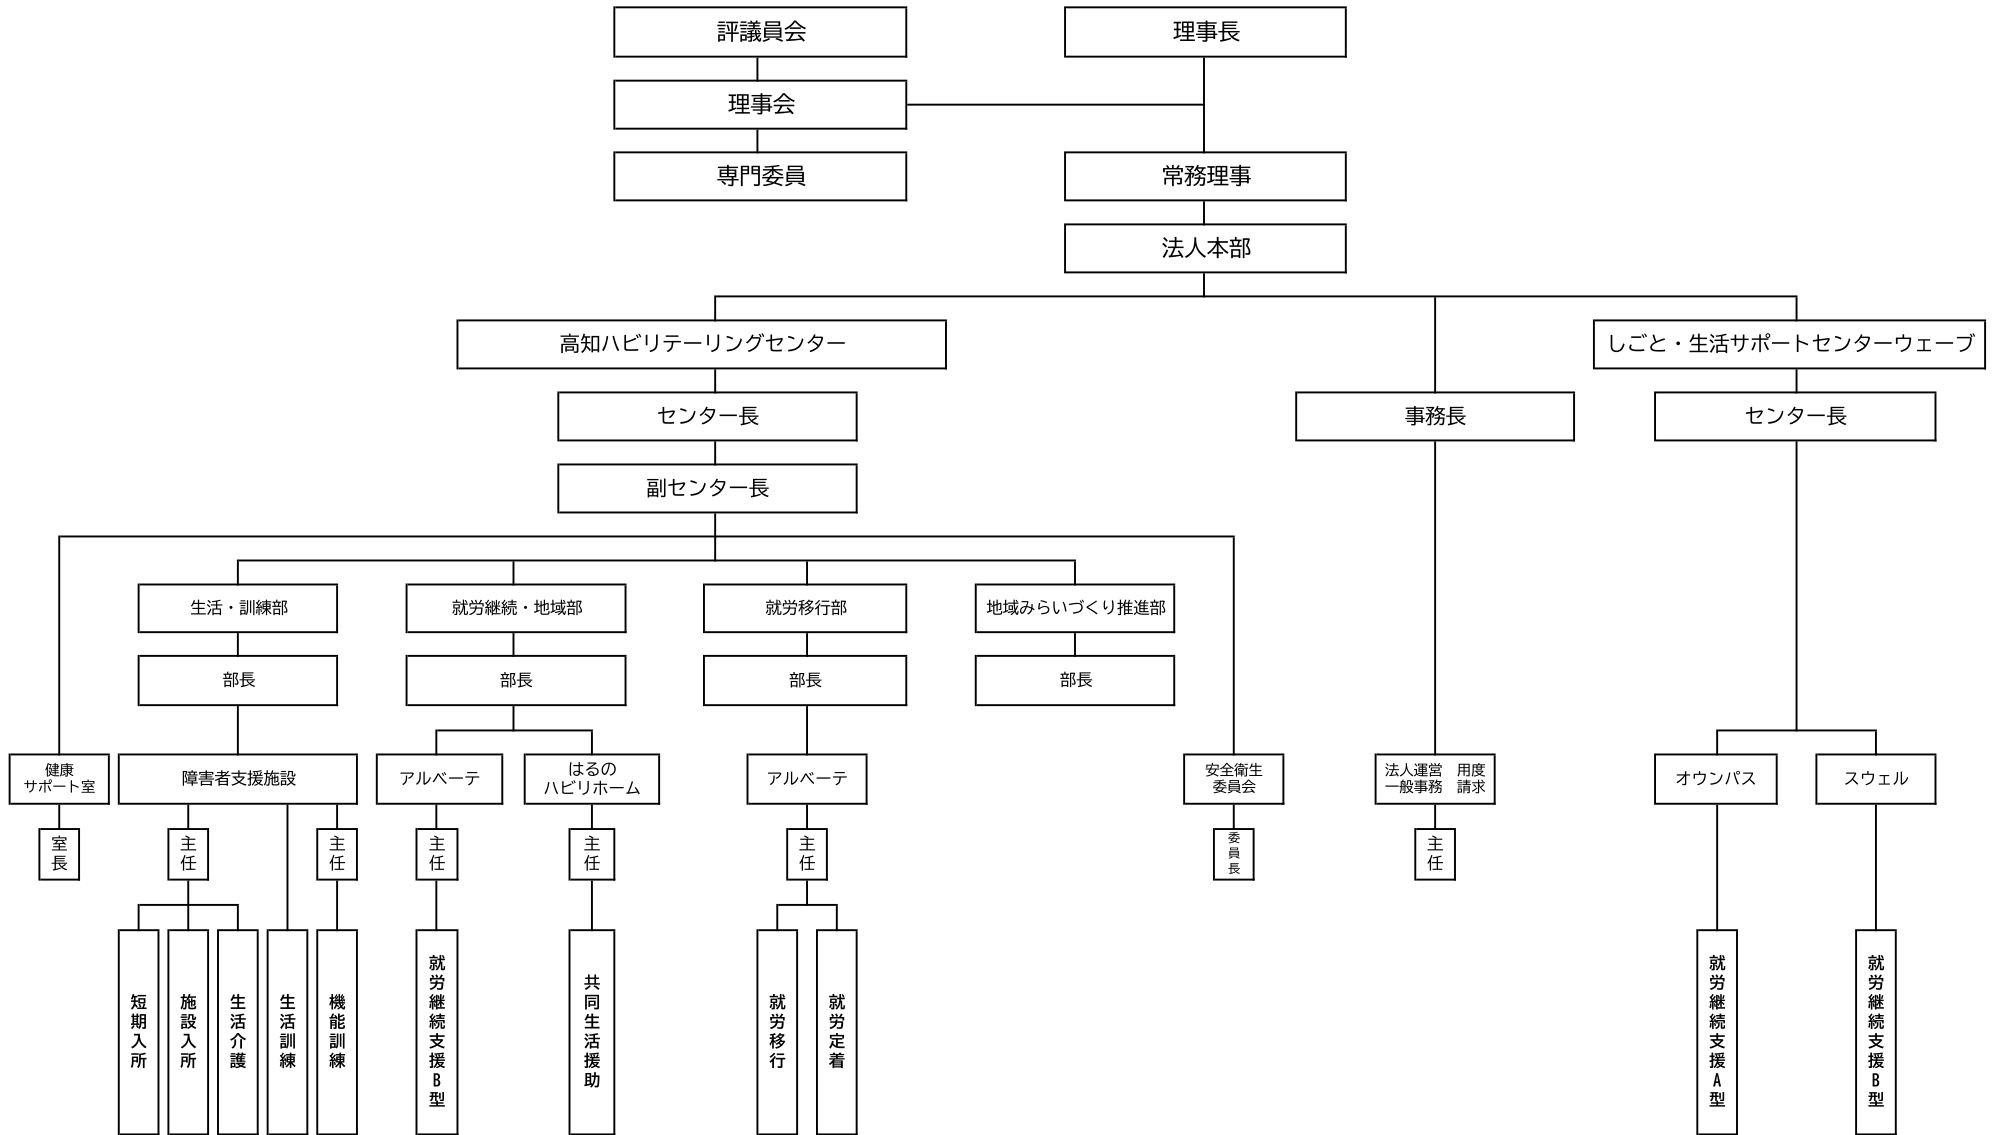 評議員会
理事長
理事会
専門委員
常務理事
法人本部
高知ハビリテーリングセンター
しごと・生活サポートセンターウェーブ
センター長
事務長
センター長
副センター長
生活・訓練部
就労継続・地域部
就労移行部
地域みらいづくり推進部
部長
部長
部長
部長
健康
サポート室
障害者支援施設
アルベーテ
はるの
ハビリホーム
アルベーテ
安全衛生
委員会
法人運営　用度
一般事務　請求
オウンパス
スウェル
室長
主任
主任
主任
主任
主任
委員長
主任
短期入所
施設入所
生活介護
生活訓練
機能訓練
就労継続支援B型
共同生活援助
就労移行
就労定着
就労継続支援A型
就労継続支援B型